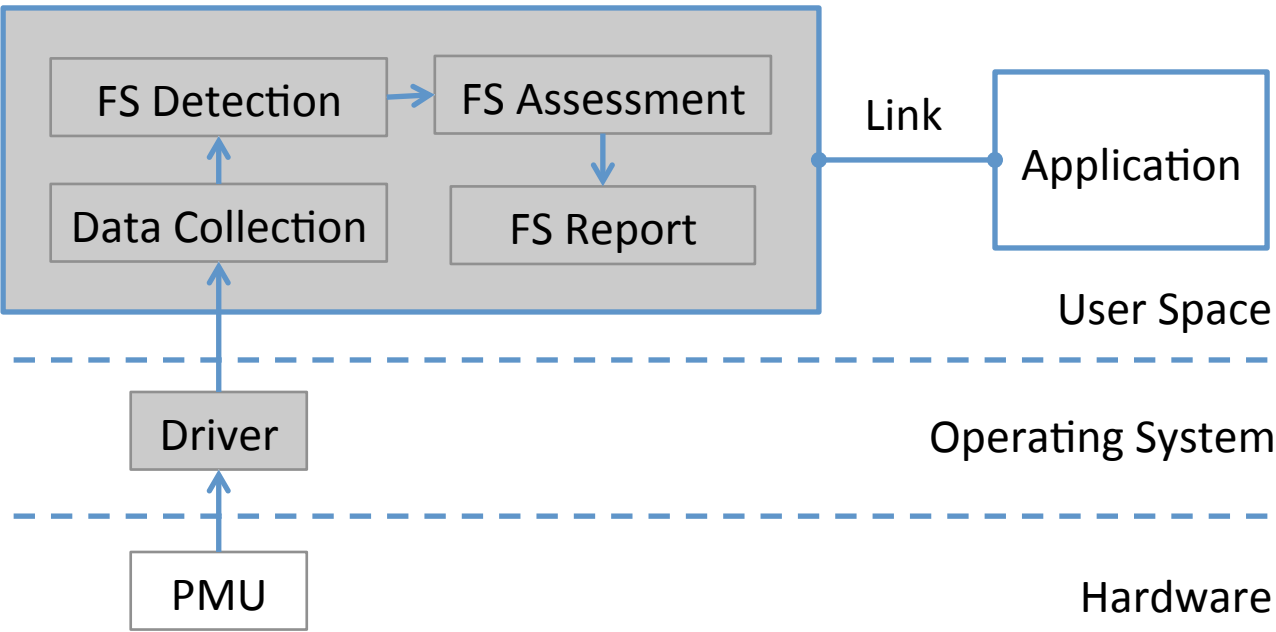 FS Detection
FS Assessment
Link
Application
Data Collection
FS Report
User Space
Driver
Operating System
PMU
Hardware